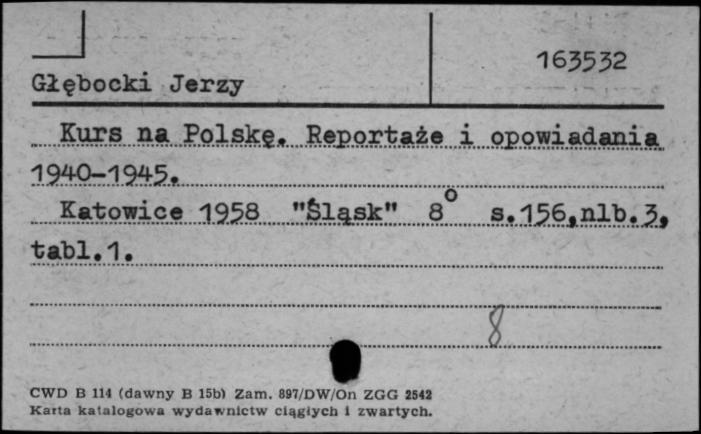 163532
Głębocki Jerzy
Kurs na Polskę. Reportaże i opowiadania
1940-1945.
Katowice 1958 "Śląsk" 8° s.156,nlb.3,
tabl.1.
8
CWD B 114 (dawny B 15b) Zam. 897/DW/On ZGG 2542
Karta katalogowa wydawnictw ciągłych i zwartych.